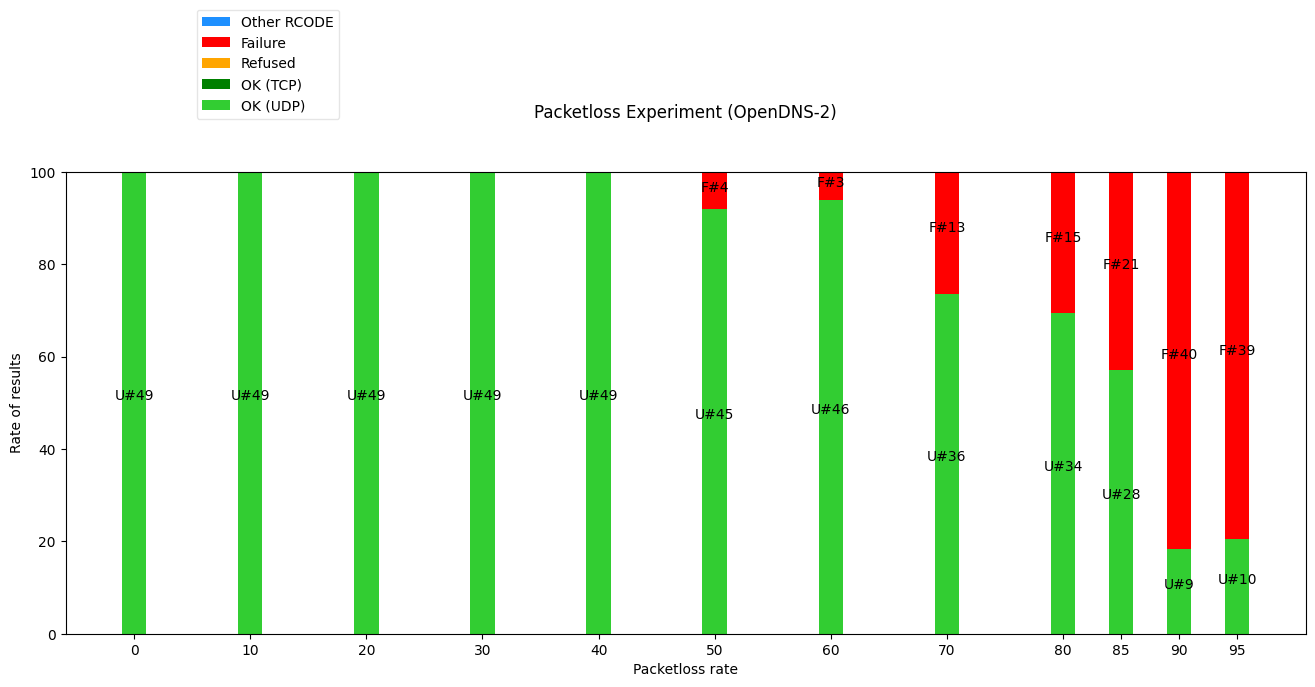 Other RCODE
Failure
Refused
OK (TCP)
OK (UDP)
Packetloss Experiment (OpenDNS-2)
Rate of results
100
80
60
40
20
0
U#49
U#49
U#49
U#49
U#49
F#4
U#45
F#3
U#46
F#13
U#36
F#15
U#34
F#21
U#28
F#40
U#9
F#39
U#10
0 10 20 30 40 50 60 70 80 85 90 95
Packetloss rate